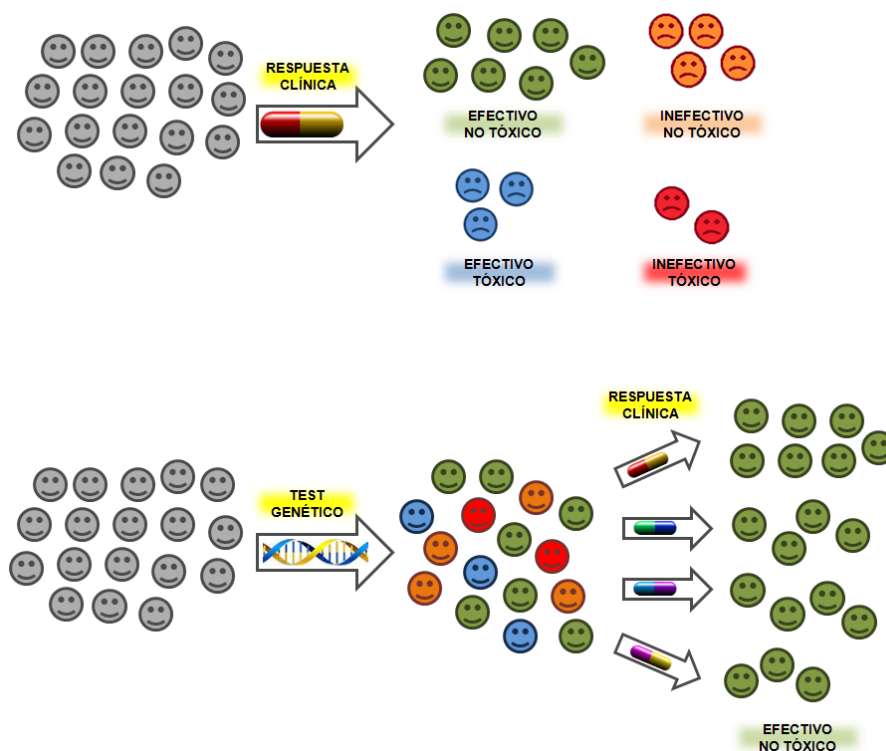 RESPUESTA
CLÍNICA
EFECTIVO
NO TÓXICO
INEFECTIVO
NO TÓXICO
EFECTIVO
TÓXICO
INEFECTIVO
TÓXICO
RESPUESTA
CLÍNICA
TEST
GENÉTICO
EFECTIVO
NO TÓXICO